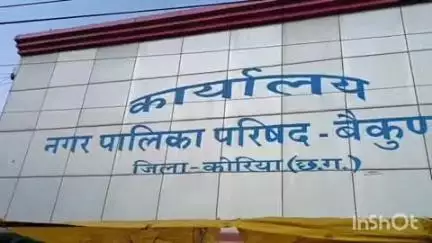 कार्यालय
नगर पालिका परिषद - बैकुण
जिला - कोरिया (छ.ग.)
InShOt